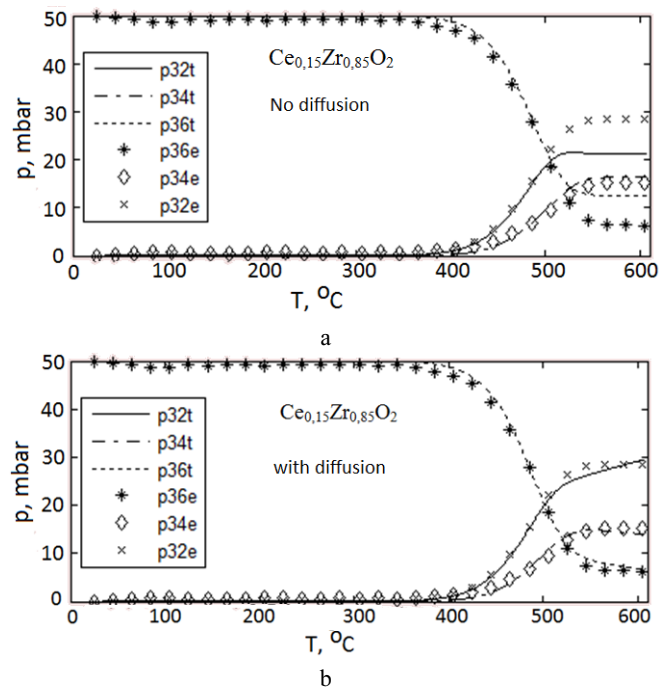 50
40
30
20
10
0
p, mbar
Ce0,15Zr0,85O2
No diffusion
p32t
p34t
p36t
p36e
p34e
p32e
0 100 200 300 400 500 600
T, oC
a
50
40
30
20
10
0
p, mbar
Ce0,15Zr0,85O2
with diffusion
p32t
p34t
p36t
p36e
p34e
p32e
0 100 200 300 400 500 600
T, oC
b